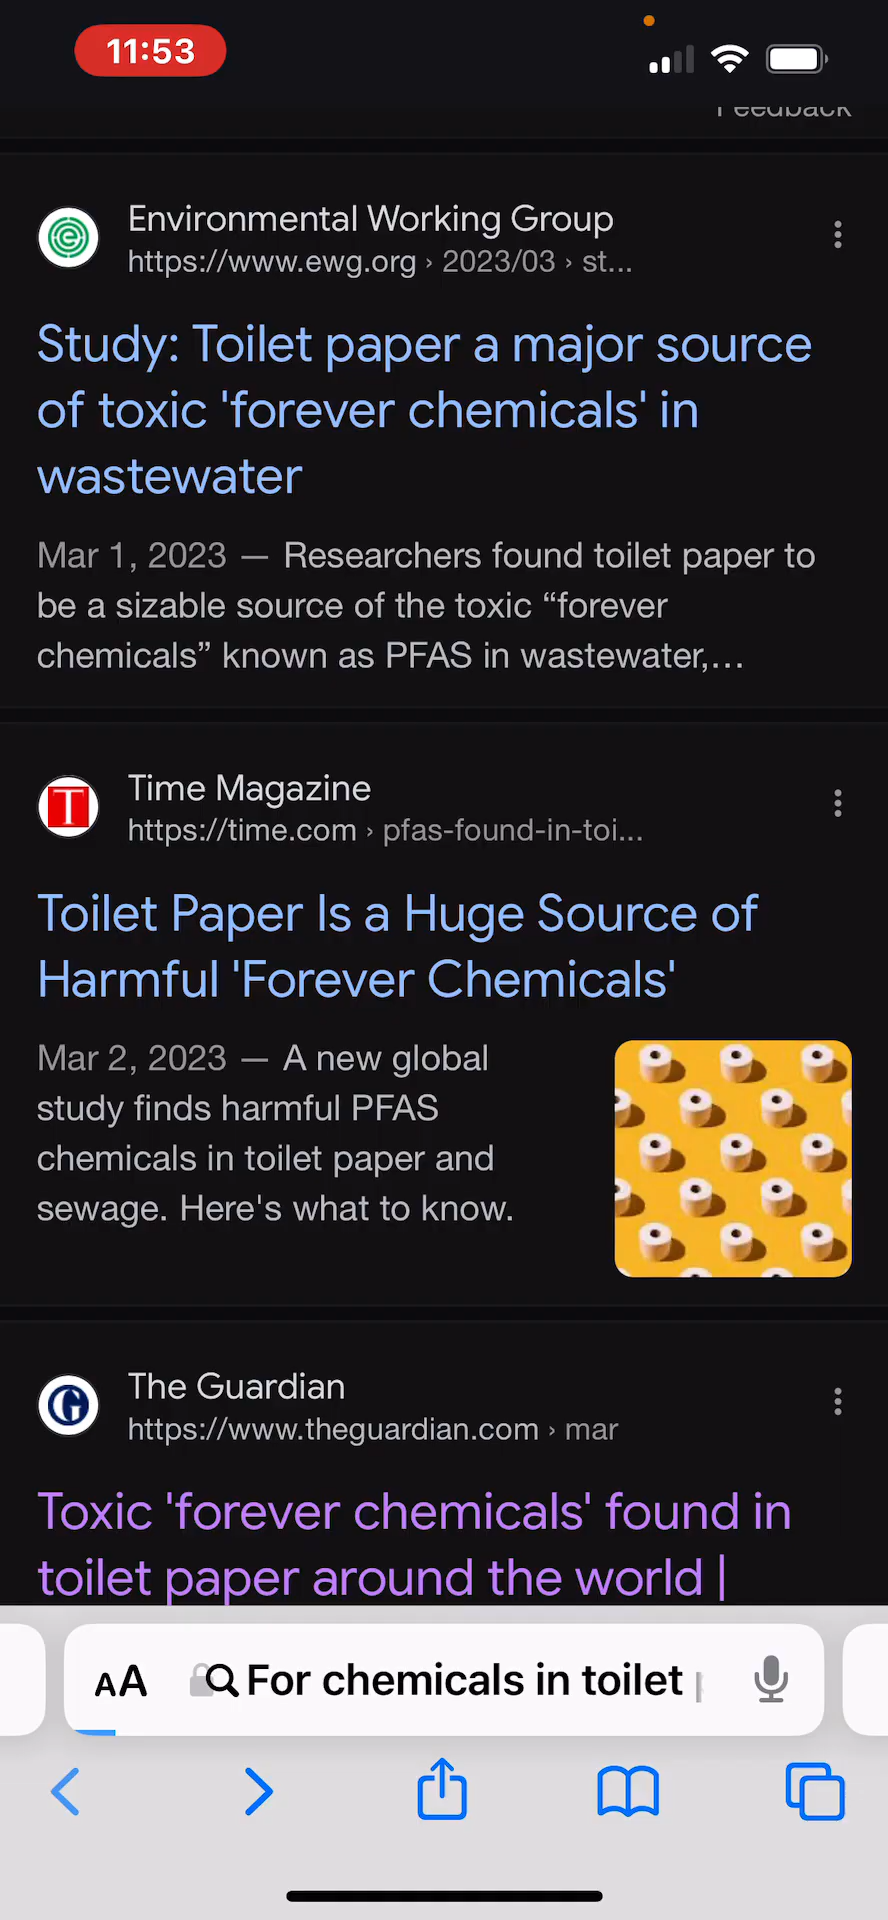 11:53
Feedback
Environmental Working Group
https://www.ewg.org › 2023/03 › st...
Study: Toilet paper a major source
of toxic 'forever chemicals' in
wastewater
Mar 1, 2023 — Researchers found toilet paper to
be a sizable source of the toxic “forever
chemicals” known as PFAS in wastewater,...
T
Time Magazine
https://time.com › pfas-found-in-toi...
Toilet Paper Is a Huge Source of
Harmful 'Forever Chemicals'
Mar 2, 2023 — A new global
study finds harmful PFAS
chemicals in toilet paper and
sewage. Here's what to know.
G
The Guardian
https://www.theguardian.com › mar
Toxic 'forever chemicals' found in
toilet paper around the world |
AA For chemicals in toilet